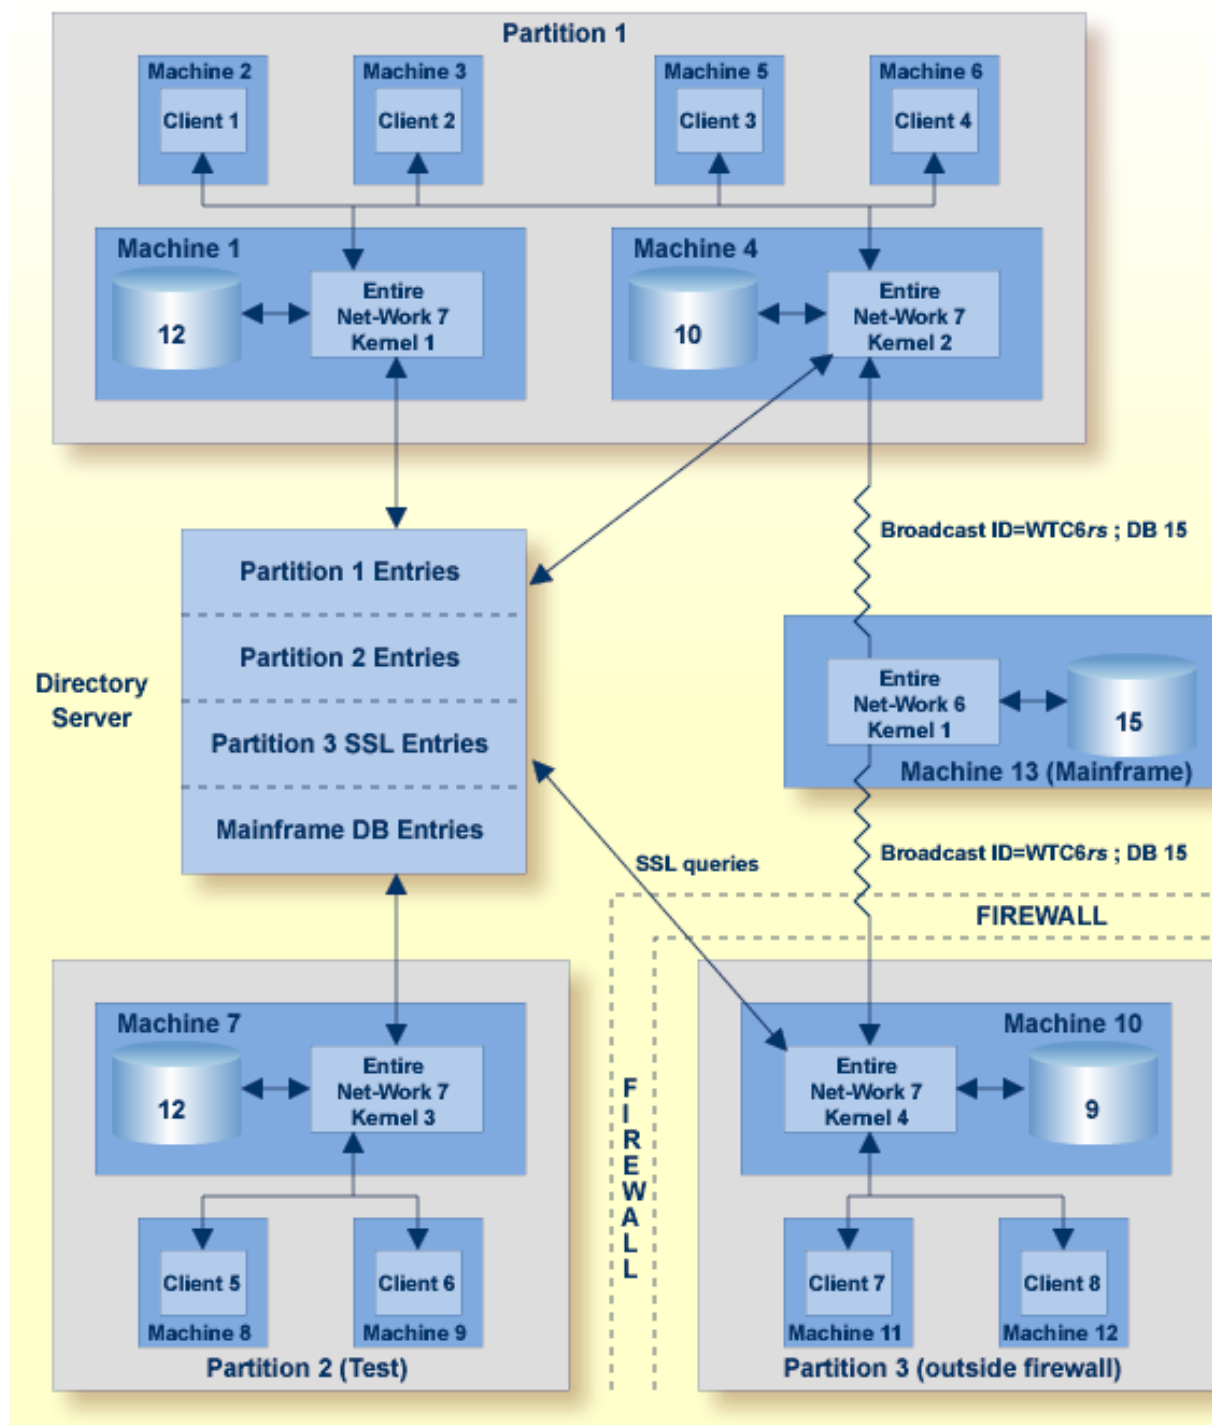 Partition 1
Machine 2
Client 1
Machine 3
Client 2
Machine 5
Client 3
Machine 6
Client 4
Machine 1
12
Entire
Net-Work 7
Kernel 1
Machine 4
10
Entire
Net-Work 7
Kernel 2
Broadcast ID=WTC6rs ; DB 15
Directory
Server
Partition 1 Entries
Partition 2 Entries
Partition 3 SSL Entries
Mainframe DB Entries
Entire
Net-Work 6
Kernel 1
15
Machine 13 (Mainframe)
Broadcast ID=WTC6rs ; DB 15
SSL queries
FIREWALL
FIREWALL
Machine 7
12
Entire
Net-Work 7
Kernel 3
Client 5
Machine 8
Client 6
Machine 9
Partition 2 (Test)
Machine 10
Entire
Net-Work 7
Kernel 4
9
Client 7
Machine 11
Client 8
Machine 12
Partition 3 (outside firewall)